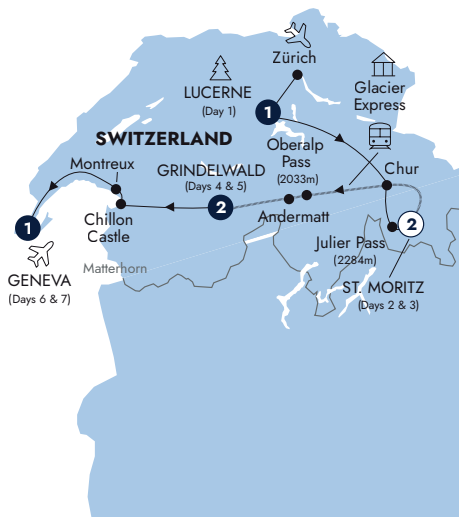 Zürich
LUCERNE
(Day 1)
Glacier
Express
1
SWITZERLAND
Oberalp
Pass
(2033m)
Montreux
GRINDELWALD
(Days 4 & 5)
Chur
2
Andermatt
Chillon
Castle
2
1
Julier Pass
(2284m)
GENEVA
(Days 6 & 7)
Matterhorn
ST. MORITZ
(Days 2 & 3)